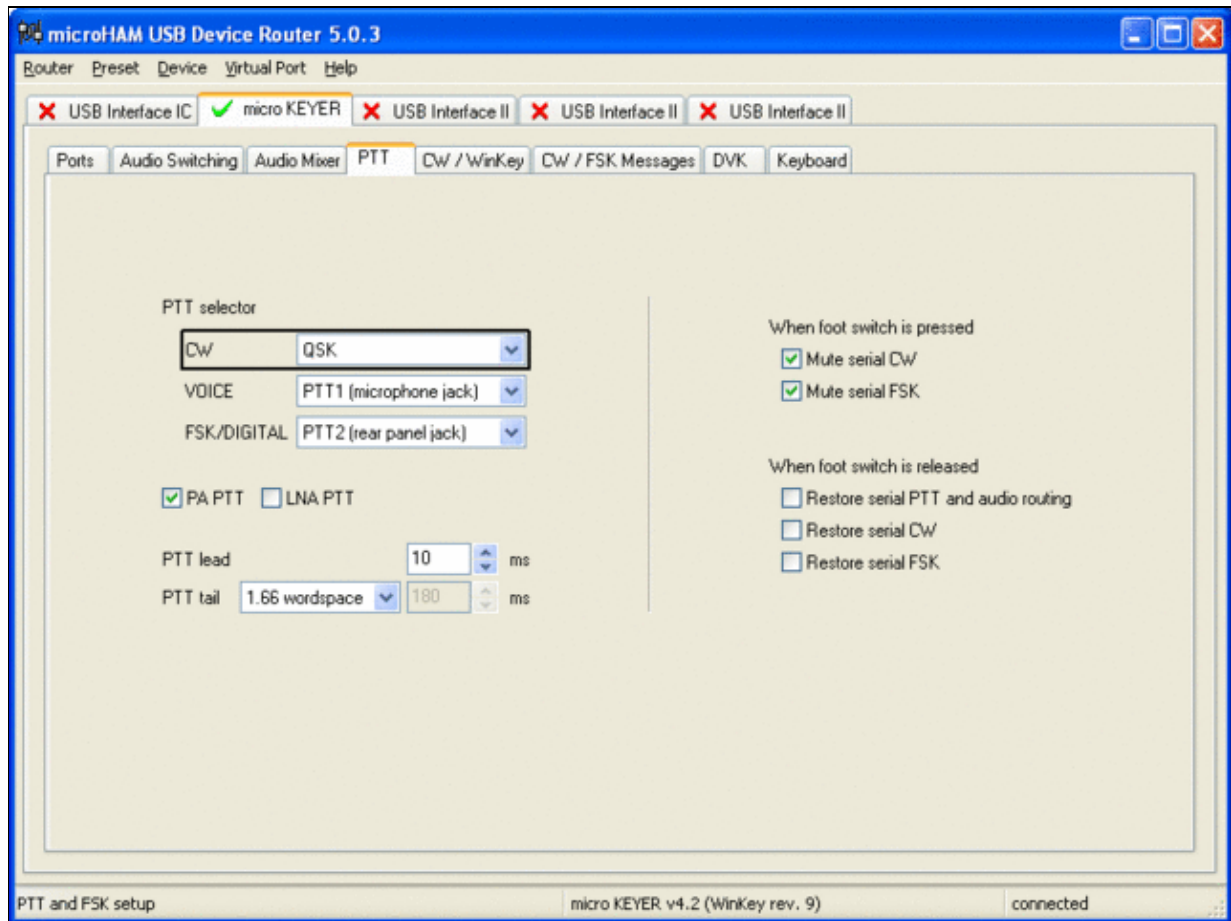 microHAM USB Device Router 5.0.3
Router Preset Device Virtual Port Help
USB Interface IC micro KEYER USB Interface II USB Interface II USB Interface II
Ports Audio Switching Audio Mixer PTT CW / WinKey CW / FSK Messages DVK Keyboard
PTT selector
CW QSK
VOICE PTT1 (microphone jack)
FSK/DIGITAL PTT2 (rear panel jack)
PA PTT LNA PTT
PTT lead 10 ms
PTT tail 1.66 wordspace 180 ms
When foot switch is pressed
Mute serial CW
Mute serial FSK
When foot switch is released
Restore serial PTT and audio routing
Restore serial CW
Restore serial FSK
PTT and FSK setup micro KEYER v4.2 (WinKey rev. 9) connected